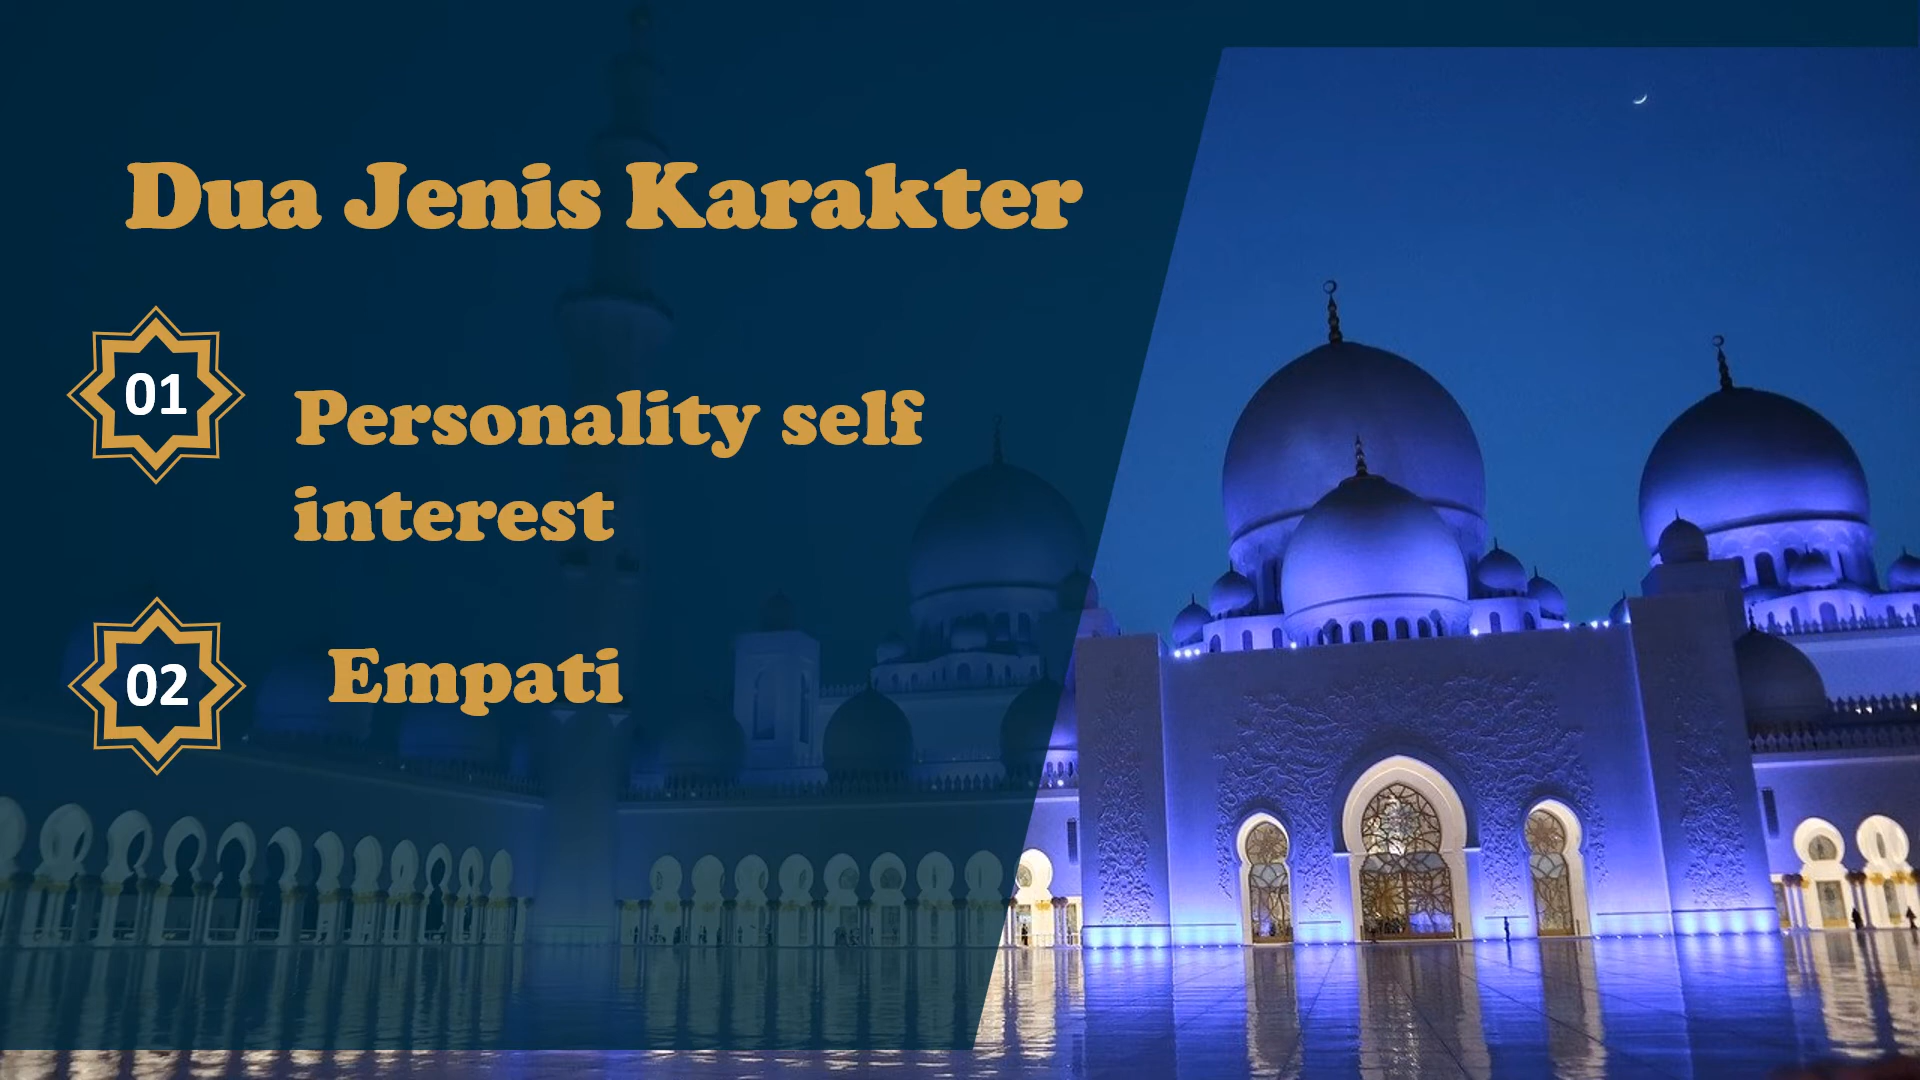 Dua Jenis Karakter
01
Personality self
interest
02
Empati